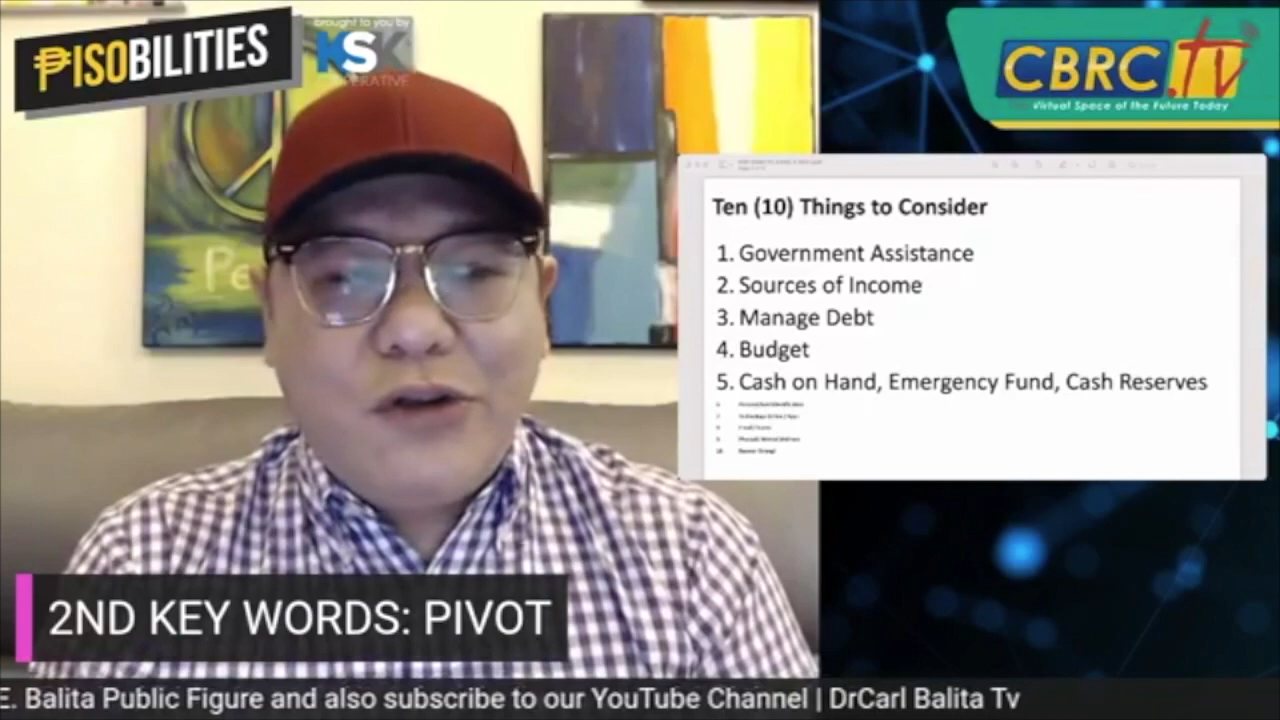 ₱ISOBILITIES
brought to you by
KSK
CBRC.tv
Virtual Space of the Future Today
Pe
Ten (10) Things to Consider
1. Government Assistance
2. Sources of Income
3. Manage Debt
4. Budget
5. Cash on Hand, Emergency Fund, Cash Reserves
2ND KEY WORDS: PIVOT
E. Balita Public Figure and also subscribe to our YouTube Channel | DrCarl Balita Tv